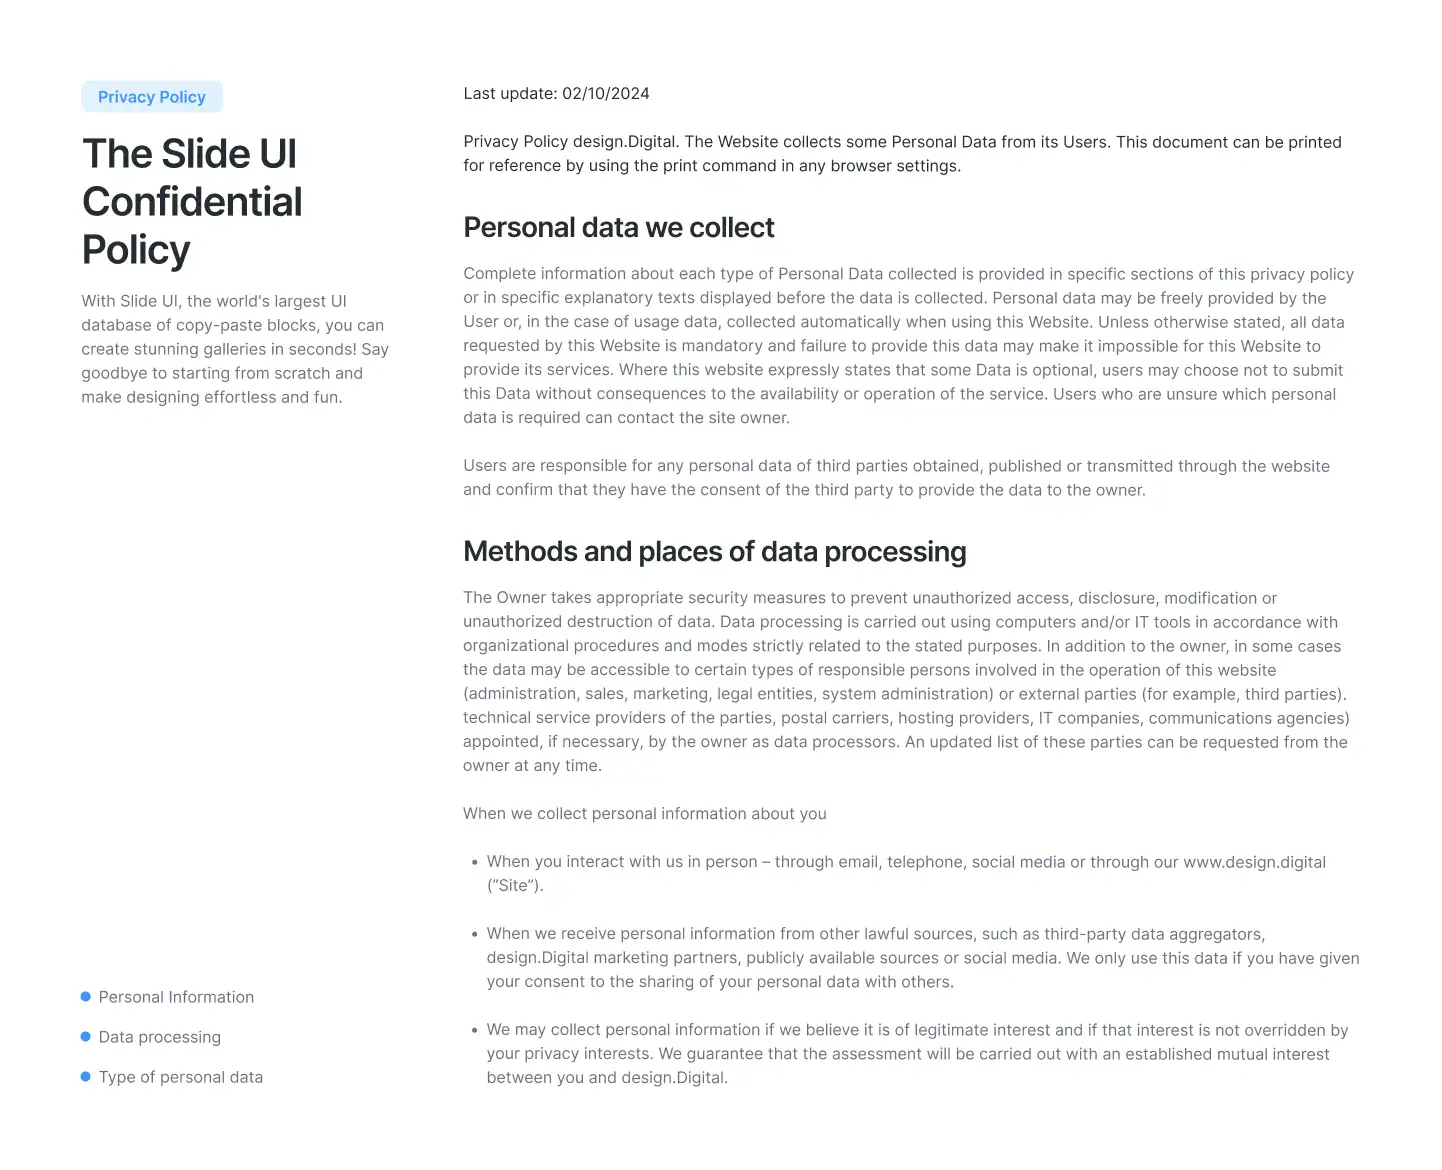 Privacy Policy
The Slide UI
Confidential
Policy
With Slide UI, the world's largest UI
database of copy-paste blocks, you can
create stunning galleries in seconds! Say
goodbye to starting from scratch and
make designing effortless and fun.
Personal Information
Data processing
Type of personal data
Last update: 02/10/2024
Privacy Policy design.Digital. The Website collects some Personal Data from its Users. This document can be printed
for reference by using the print command in any browser settings.
Personal data we collect
Complete information about each type of Personal Data collected is provided in specific sections of this privacy policy
or in specific explanatory texts displayed before the data is collected. Personal data may be freely provided by the
User or, in the case of usage data, collected automatically when using this Website. Unless otherwise stated, all data
requested by this Website is mandatory and failure to provide this data may make it impossible for this Website to
provide its services. Where this website expressly states that some Data is optional, users may choose not to submit
this Data without consequences to the availability or operation of the service. Users who are unsure which personal
data is required can contact the site owner.
Users are responsible for any personal data of third parties obtained, published or transmitted through the website
and confirm that they have the consent of the third party to provide the data to the owner.
Methods and places of data processing
The Owner takes appropriate security measures to prevent unauthorized access, disclosure, modification or
unauthorized destruction of data. Data processing is carried out using computers and/or IT tools in accordance with
organizational procedures and modes strictly related to the stated purposes. In addition to the owner, in some cases
the data may be accessible to certain types of responsible persons involved in the operation of this website
(administration, sales, marketing, legal entities, system administration) or external parties (for example, third parties).
technical service providers of the parties, postal carriers, hosting providers, IT companies, communications agencies)
appointed, if necessary, by the owner as data processors. An updated list of these parties can be requested from the
owner at any time.
When we collect personal information about you
• When you interact with us in person – through email, telephone, social media or through our www.design.digital
(“Site”).
• When we receive personal information from other lawful sources, such as third-party data aggregators,
design.Digital marketing partners, publicly available sources or social media. We only use this data if you have given
your consent to the sharing of your personal data with others.
• We may collect personal information if we believe it is of legitimate interest and if that interest is not overridden by
your privacy interests. We guarantee that the assessment will be carried out with an established mutual interest
between you and design.Digital.